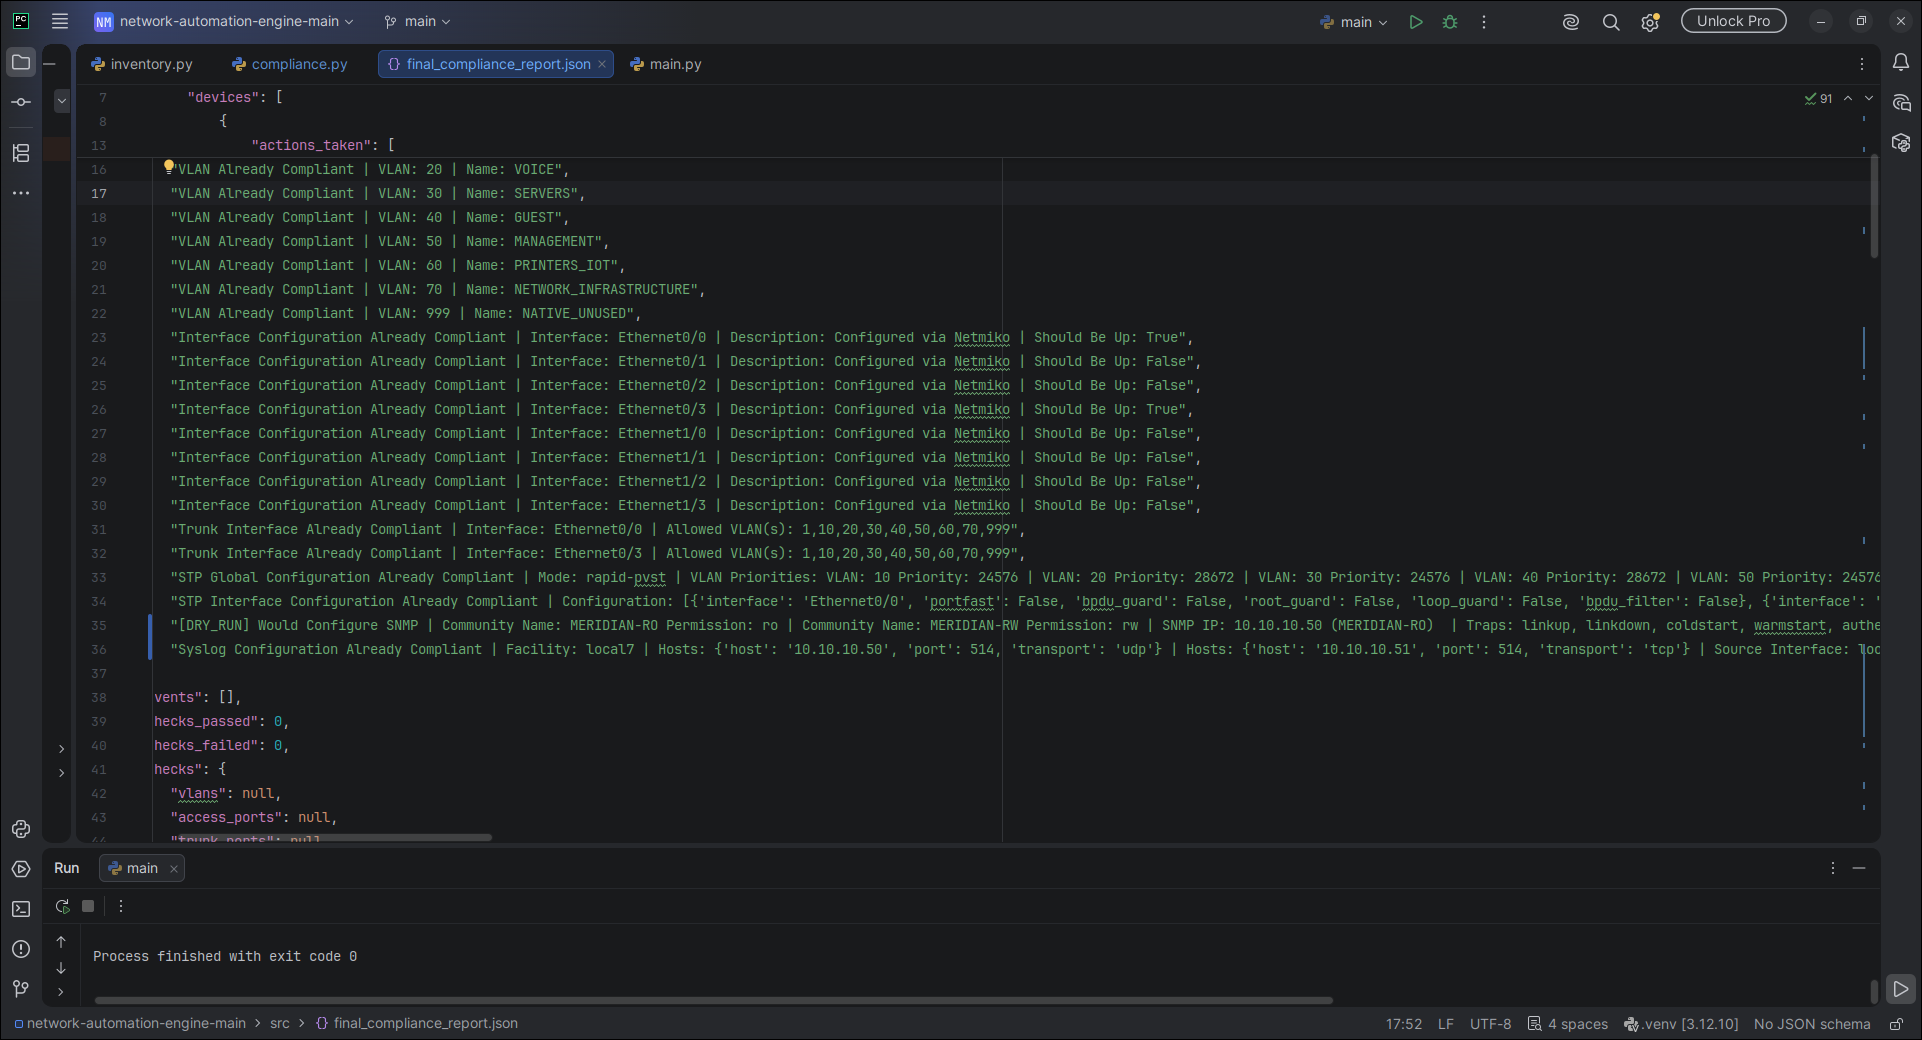 PC NM network-automation-engine-main main main Unlock Pro
inventory.py compliance.py {} final_compliance_report.json main.py
7 "devices": [
91
8 {
13 "actions_taken": [
16 "VLAN Already Compliant | VLAN: 20 | Name: VOICE",
17 "VLAN Already Compliant | VLAN: 30 | Name: SERVERS",
18 "VLAN Already Compliant | VLAN: 40 | Name: GUEST",
19 "VLAN Already Compliant | VLAN: 50 | Name: MANAGEMENT",
20 "VLAN Already Compliant | VLAN: 60 | Name: PRINTERS_IOT",
21 "VLAN Already Compliant | VLAN: 70 | Name: NETWORK_INFRASTRUCTURE",
22 "VLAN Already Compliant | VLAN: 999 | Name: NATIVE_UNUSED",
23 "Interface Configuration Already Compliant | Interface: Ethernet0/0 | Description: Configured via Netmiko | Should Be Up: True",
24 "Interface Configuration Already Compliant | Interface: Ethernet0/1 | Description: Configured via Netmiko | Should Be Up: False",
25 "Interface Configuration Already Compliant | Interface: Ethernet0/2 | Description: Configured via Netmiko | Should Be Up: False",
26 "Interface Configuration Already Compliant | Interface: Ethernet0/3 | Description: Configured via Netmiko | Should Be Up: True",
27 "Interface Configuration Already Compliant | Interface: Ethernet1/0 | Description: Configured via Netmiko | Should Be Up: False",
28 "Interface Configuration Already Compliant | Interface: Ethernet1/1 | Description: Configured via Netmiko | Should Be Up: False",
29 "Interface Configuration Already Compliant | Interface: Ethernet1/2 | Description: Configured via Netmiko | Should Be Up: False",
30 "Interface Configuration Already Compliant | Interface: Ethernet1/3 | Description: Configured via Netmiko | Should Be Up: False",
31 "Trunk Interface Already Compliant | Interface: Ethernet0/0 | Allowed VLAN(s): 1,10,20,30,40,50,60,70,999",
32 "Trunk Interface Already Compliant | Interface: Ethernet0/3 | Allowed VLAN(s): 1,10,20,30,40,50,60,70,999",
33 "STP Global Configuration Already Compliant | Mode: rapid-pvst | VLAN Priorities: VLAN: 10 Priority: 24576 | VLAN: 20 Priority: 28672 | VLAN: 30 Priority: 24576 | VLAN: 40 Priority: 28672 | VLAN: 50 Priority: 24576
34 "STP Interface Configuration Already Compliant | Configuration: [{'interface': 'Ethernet0/0', 'portfast': False, 'bpdu_guard': False, 'root_guard': False, 'loop_guard': False, 'bpdu_filter': False}, {'interface': '
35 "[DRY_RUN] Would Configure SNMP | Community Name: MERIDIAN-RO Permission: ro | Community Name: MERIDIAN-RW Permission: rw | SNMP IP: 10.10.10.50 (MERIDIAN-RO)  | Traps: linkup, linkdown, coldstart, warmstart, authe
36 "Syslog Configuration Already Compliant | Facility: local7 | Hosts: {'host': '10.10.10.50', 'port': 514, 'transport': 'udp'} | Hosts: {'host': '10.10.10.51', 'port': 514, 'transport': 'tcp'} | Source Interface: loo
37
38 vents": [],
39 hecks_passed": 0,
40 hecks_failed": 0,
41 hecks": {
42 "vlans": null,
43 "access_ports": null,
44 "trunk_ports": null
Run main
Process finished with exit code 0
network-automation-engine-main > src > {} final_compliance_report.json 17:52 LF UTF-8 4 spaces .venv [3.12.10] No JSON schema